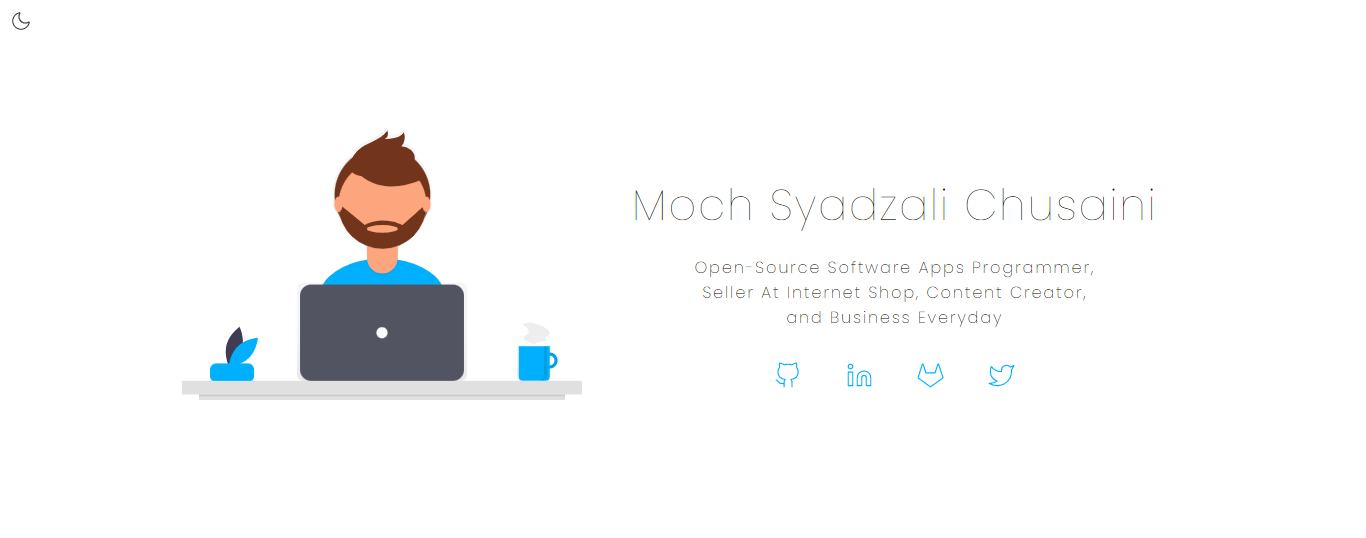 Moch Syadzali Chusaini
Open-Source Software Apps Programmer,
Seller At Internet Shop, Content Creator,
and Business Everyday